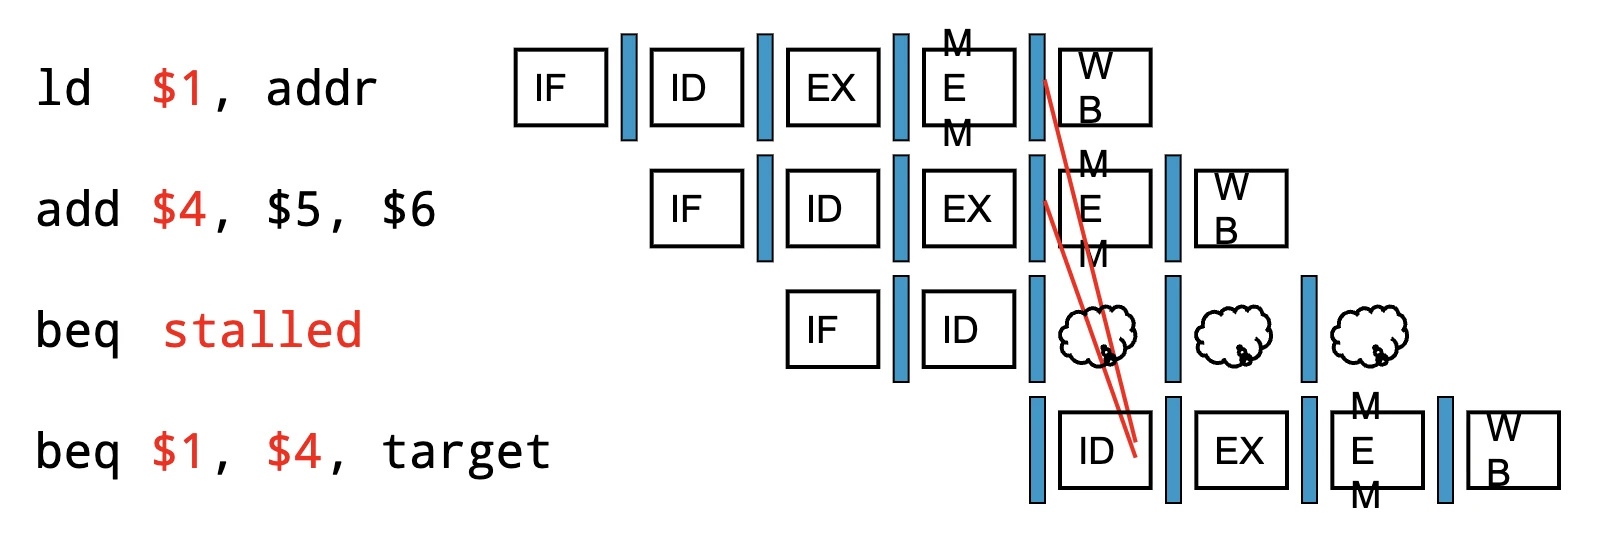 ld $1, addr IF ID EX MEM WB
add $4, $5, $6 IF ID EX MEM WB
beq stalled IF ID
beq $1, $4, target ID EX MEM WB